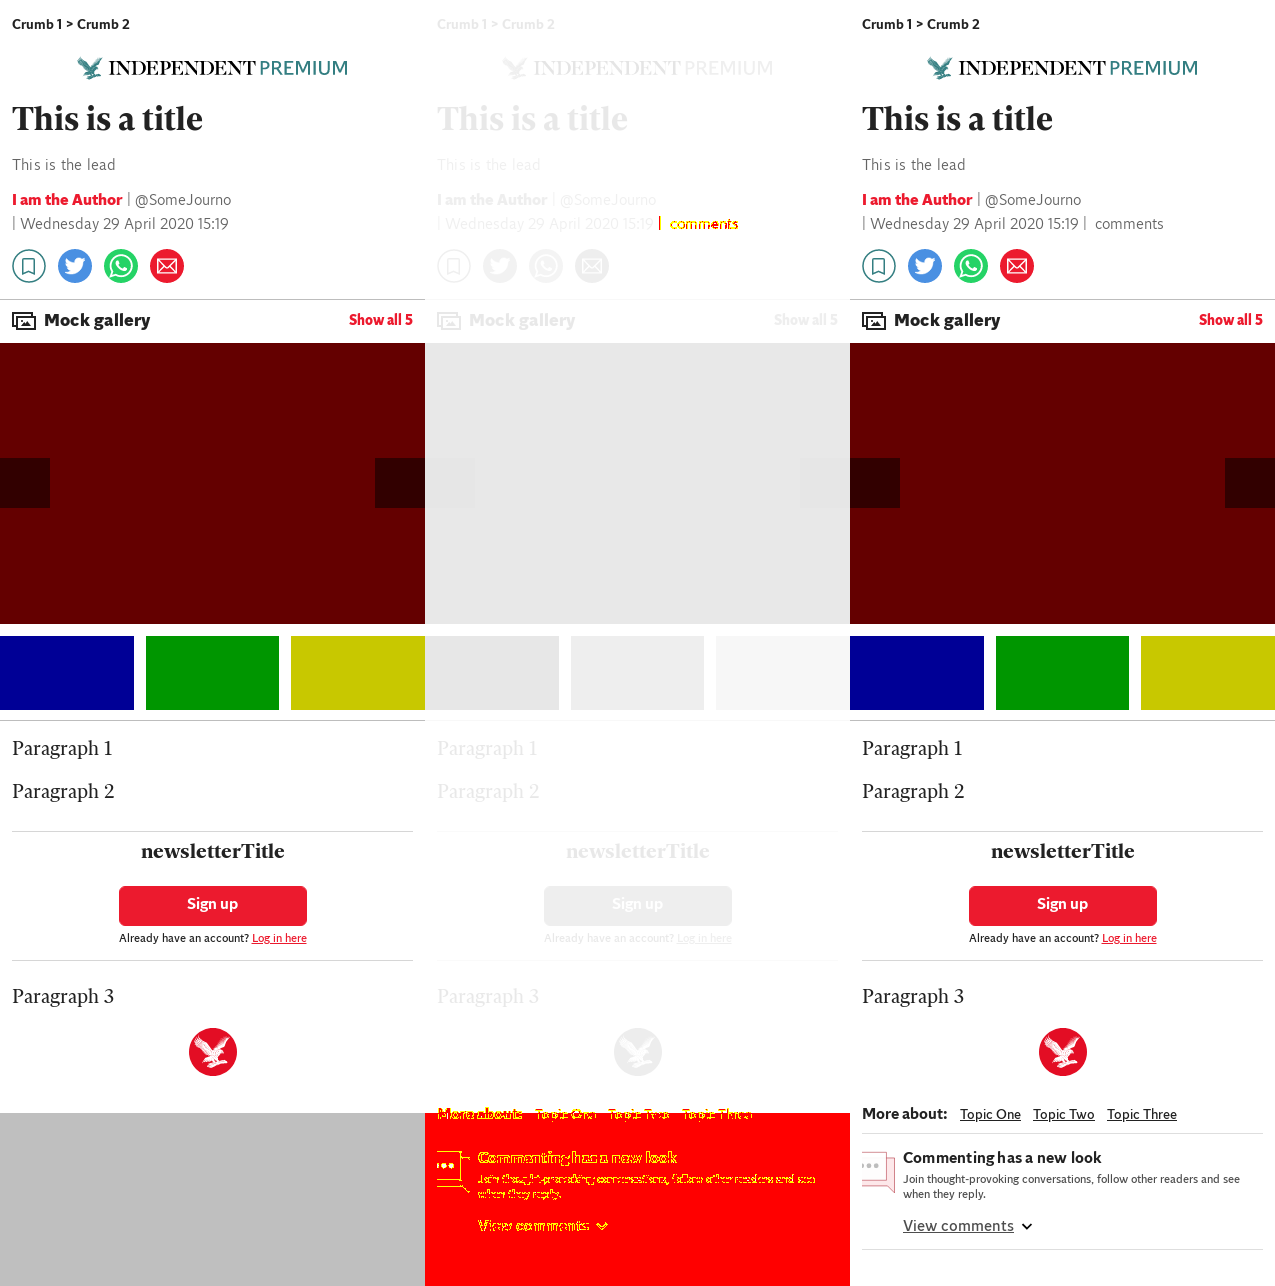 Crumb 1 > Crumb 2
INDEPENDENT PREMIUM
This is a title
This is the lead
I am the Author | @SomeJourno
| Wednesday 29 April 2020 15:19
Mock gallery
Show all 5
Paragraph 1
Paragraph 2
newsletterTitle
Sign up
Already have an account? Log in here
Paragraph 3
Crumb 1 > Crumb 2
INDEPENDENT PREMIUM
This is a title
This is the lead
I am the Author | @SomeJourno
| Wednesday 29 April 2020 15:19 | comments
Mock gallery
Show all 5
Paragraph 1
Paragraph 2
newsletterTitle
Sign up
Already have an account? Log in here
Paragraph 3
More about: Topic One Topic Two Topic Three
Commenting has a new look
Join thought-provoking conversations, follow other readers and see
when they reply.
View comments
Crumb 1 > Crumb 2
INDEPENDENT PREMIUM
This is a title
This is the lead
I am the Author | @SomeJourno
| Wednesday 29 April 2020 15:19 | comments
Mock gallery
Show all 5
Paragraph 1
Paragraph 2
newsletterTitle
Sign up
Already have an account? Log in here
Paragraph 3
More about: Topic One Topic Two Topic Three
Commenting has a new look
Join thought-provoking conversations, follow other readers and see
when they reply.
View comments